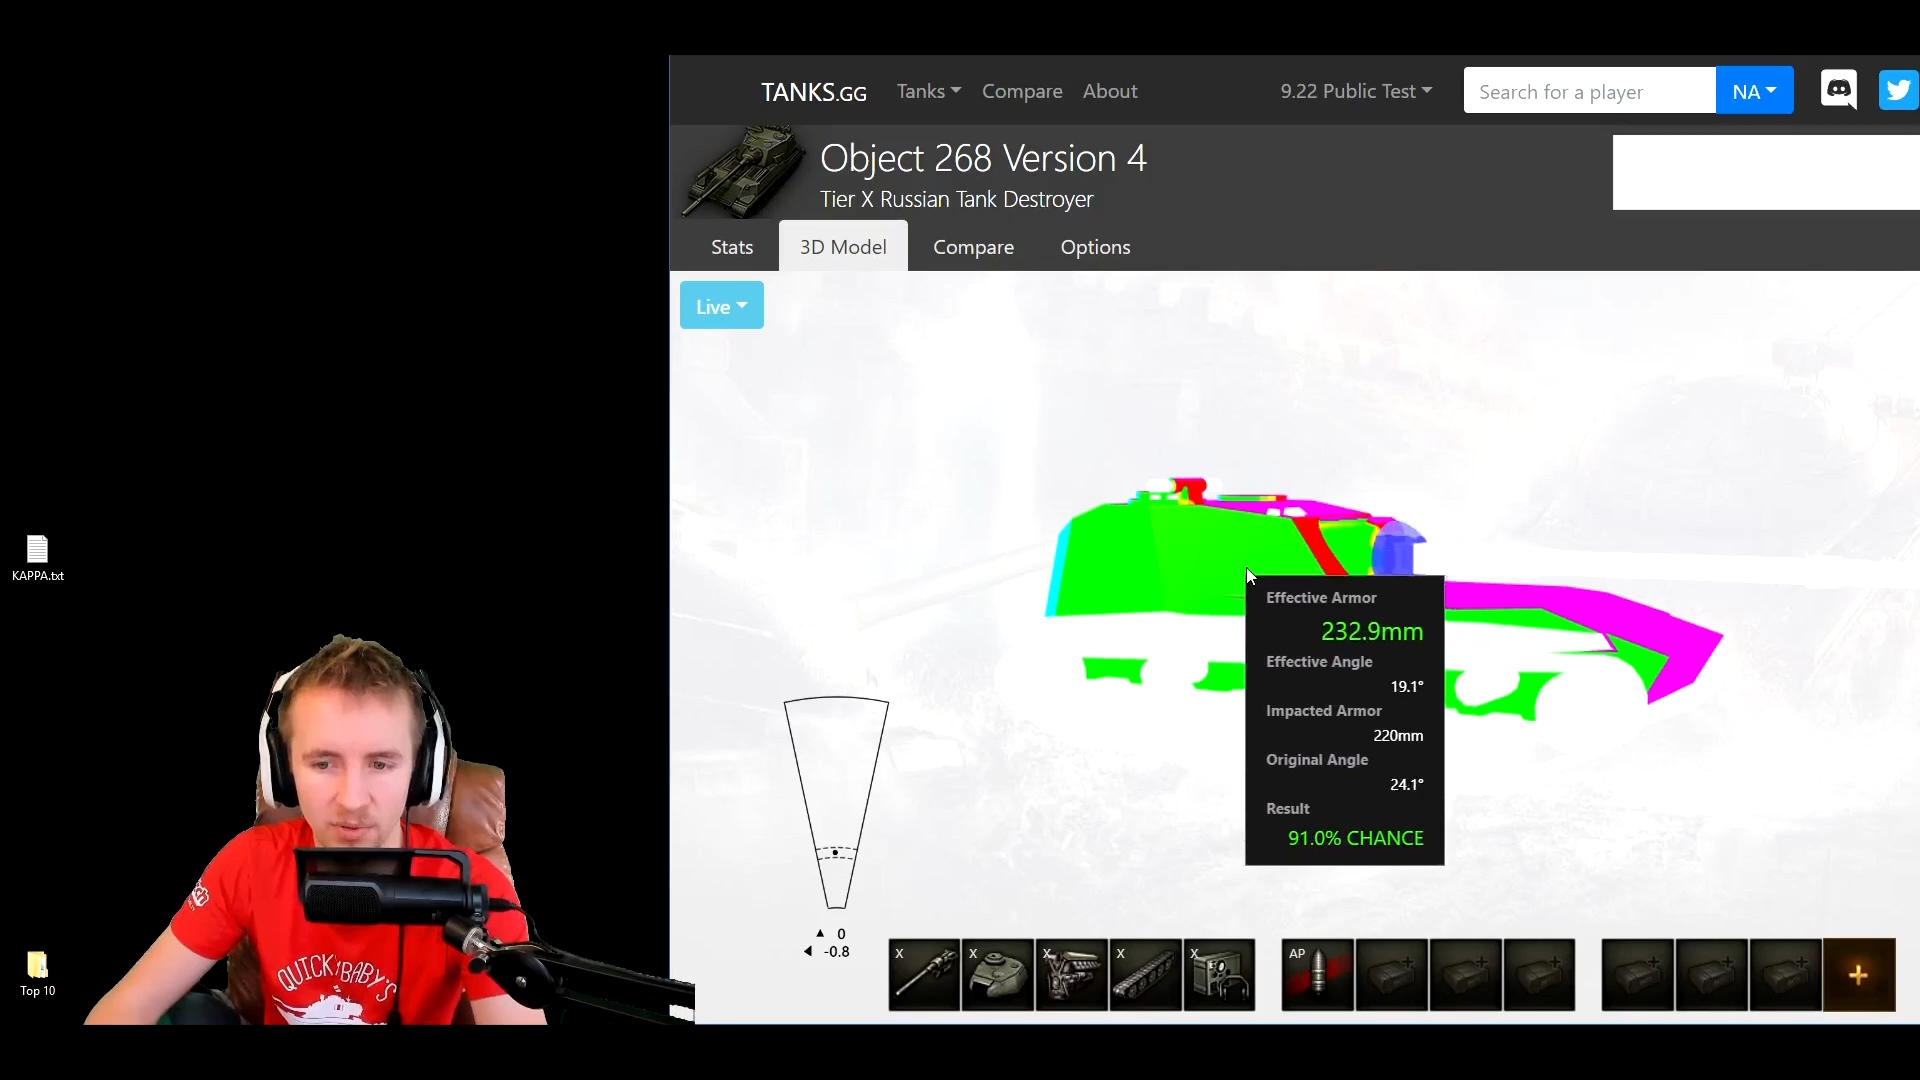 TANKS.GG Tanks Compare About 9.22 Public Test Search for a player NA
Object 268 Version 4
Tier X Russian Tank Destroyer
Stats 3D Model Compare Options
Live
KAPPA.txt
Effective Armor
232.9mm
Effective Angle
19.1°
Impacted Armor
220mm
Original Angle
24.1°
Result
91.0% CHANCE
QUICKYBABY'S
0
-0.8
X X X X X AP
Top 10